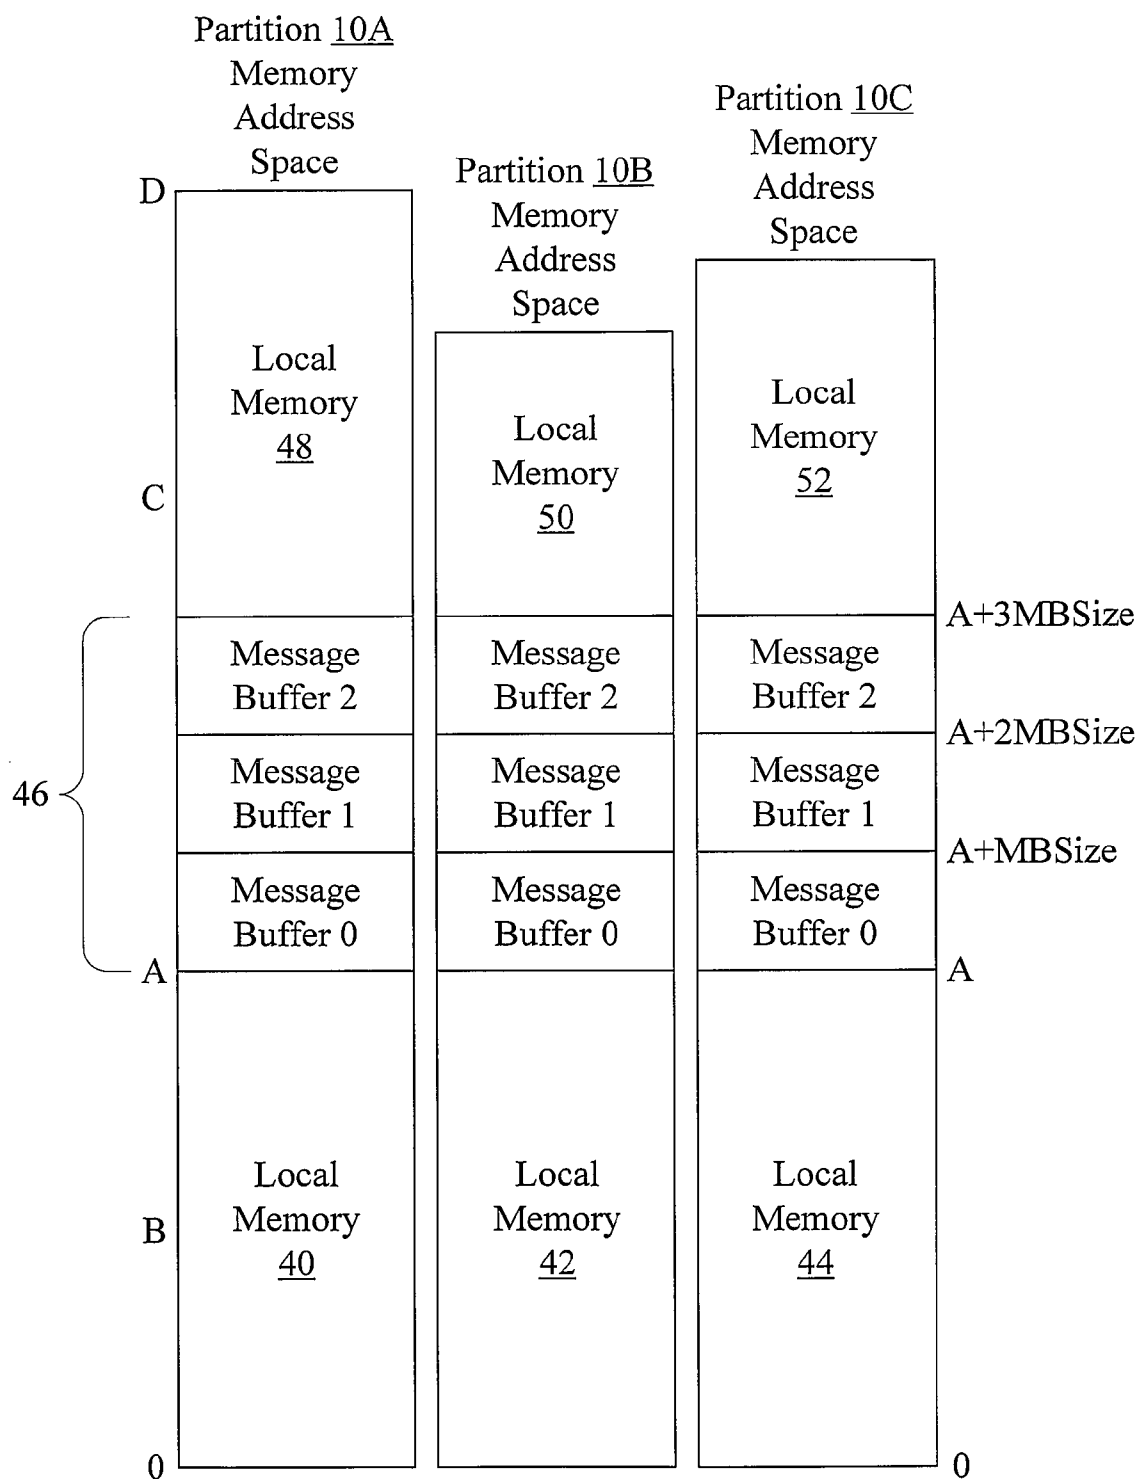 Partition 10A
Memory
Address
Space
Partition 10B
Memory
Address
Space
Partition 10C
Memory
Address
Space
D
Local
Memory
48
Local
Memory
50
Local
Memory
52
C
A+3MBSize
Message
Buffer 2
Message
Buffer 2
Message
Buffer 2
A+2MBSize
46
Message
Buffer 1
Message
Buffer 1
Message
Buffer 1
A+MBSize
Message
Buffer 0
Message
Buffer 0
Message
Buffer 0
A
A
Local
Memory
40
Local
Memory
42
Local
Memory
44
B
0
0